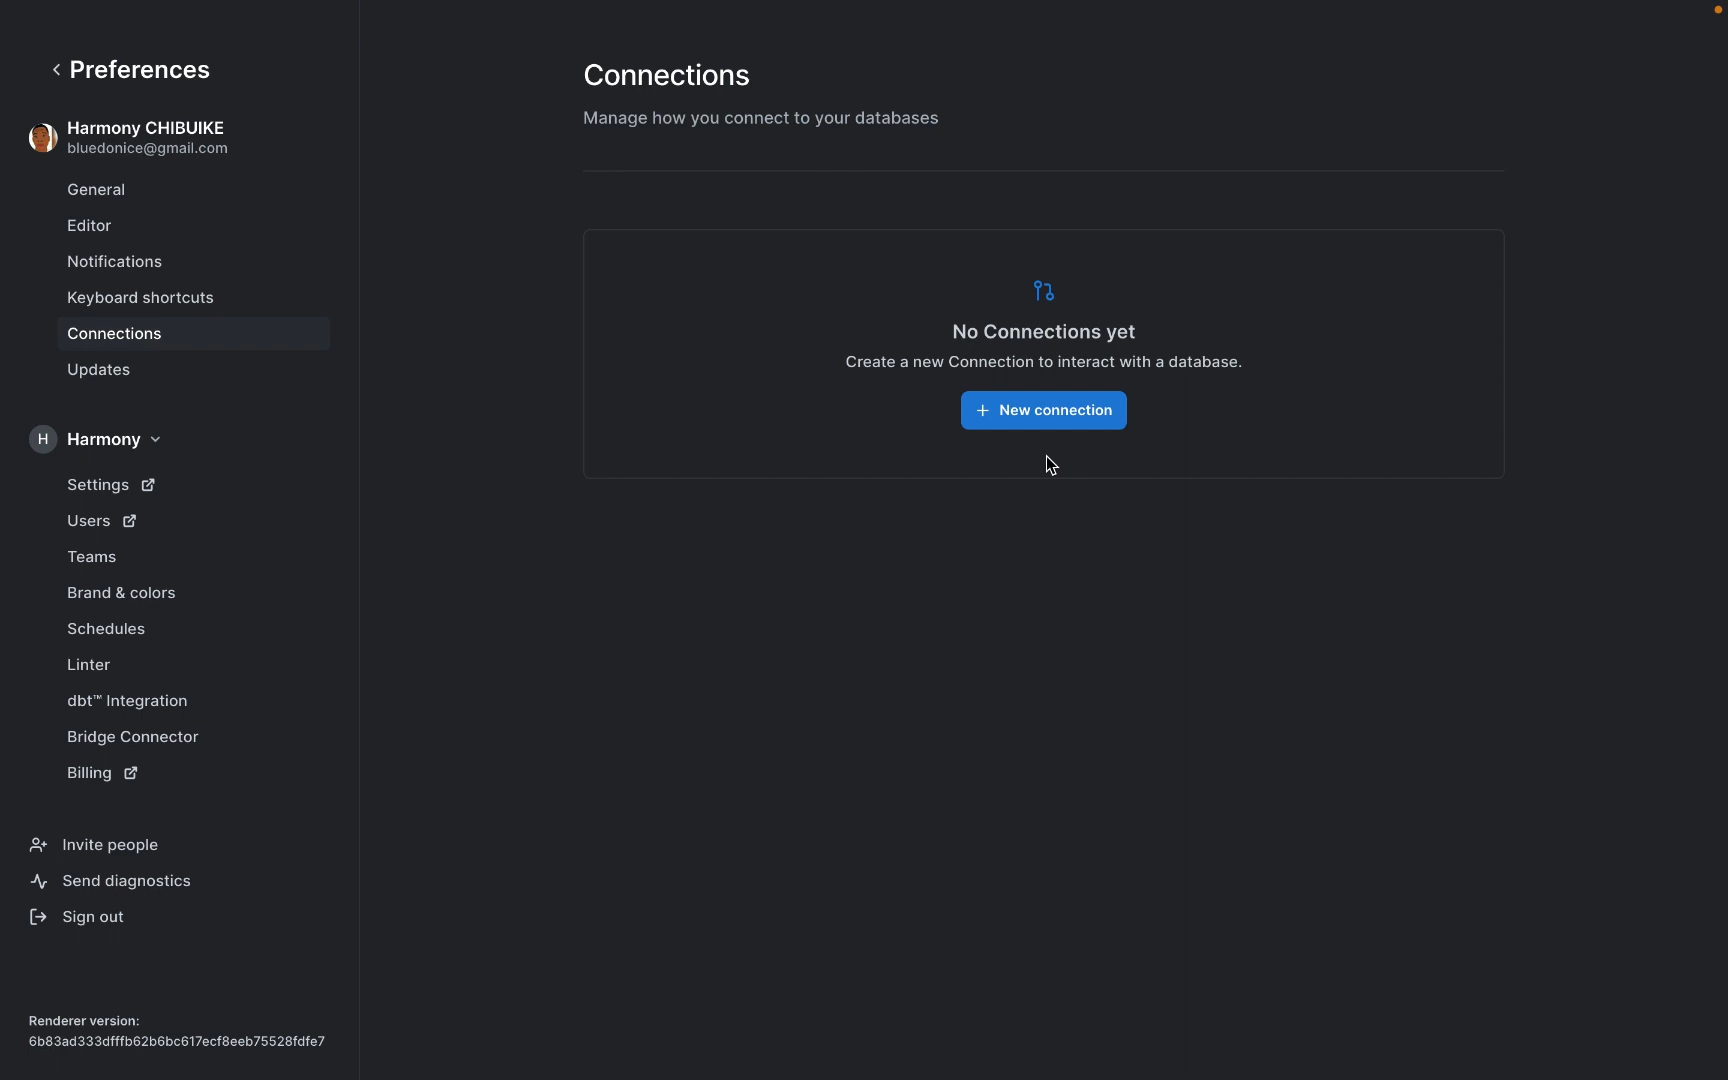 Preferences
Harmony CHIBUIKE
bluedonice@gmail.com
General
Editor
Notifications
Keyboard shortcuts
Connections
Updates
H Harmony
Settings
Users
Teams
Brand & colors
Schedules
Linter
dbt™ Integration
Bridge Connector
Billing
Invite people
Send diagnostics
Sign out
Renderer version:
6b83ad333dfffb62b6bc617ecf8eeb75528fdfe7
Connections
Manage how you connect to your databases
No Connections yet
Create a new Connection to interact with a database.
New connection